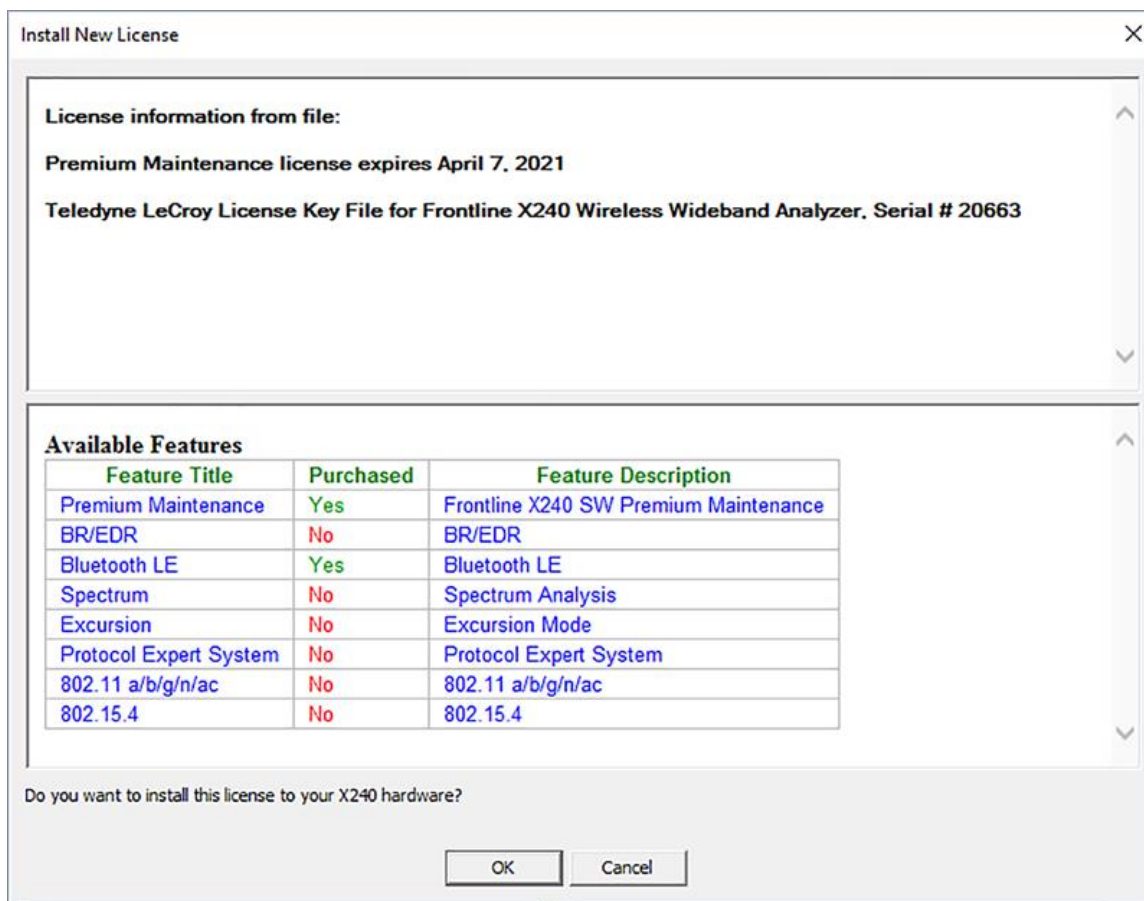 Install New License
License information from file:
Premium Maintenance license expires April 7, 2021
Teledyne LeCroy License Key File for Frontline X240 Wireless Wideband Analyzer, Serial # 20663
Available Features
Feature Title Purchased Feature Description
Premium Maintenance Yes Frontline X240 SW Premium Maintenance
BR/EDR No BR/EDR
Bluetooth LE Yes Bluetooth LE
Spectrum No Spectrum Analysis
Excursion No Excursion Mode
Protocol Expert System No Protocol Expert System
802.11 a/b/g/n/ac No 802.11 a/b/g/n/ac
802.15.4 No 802.15.4
Do you want to install this license to your X240 hardware?
OK Cancel